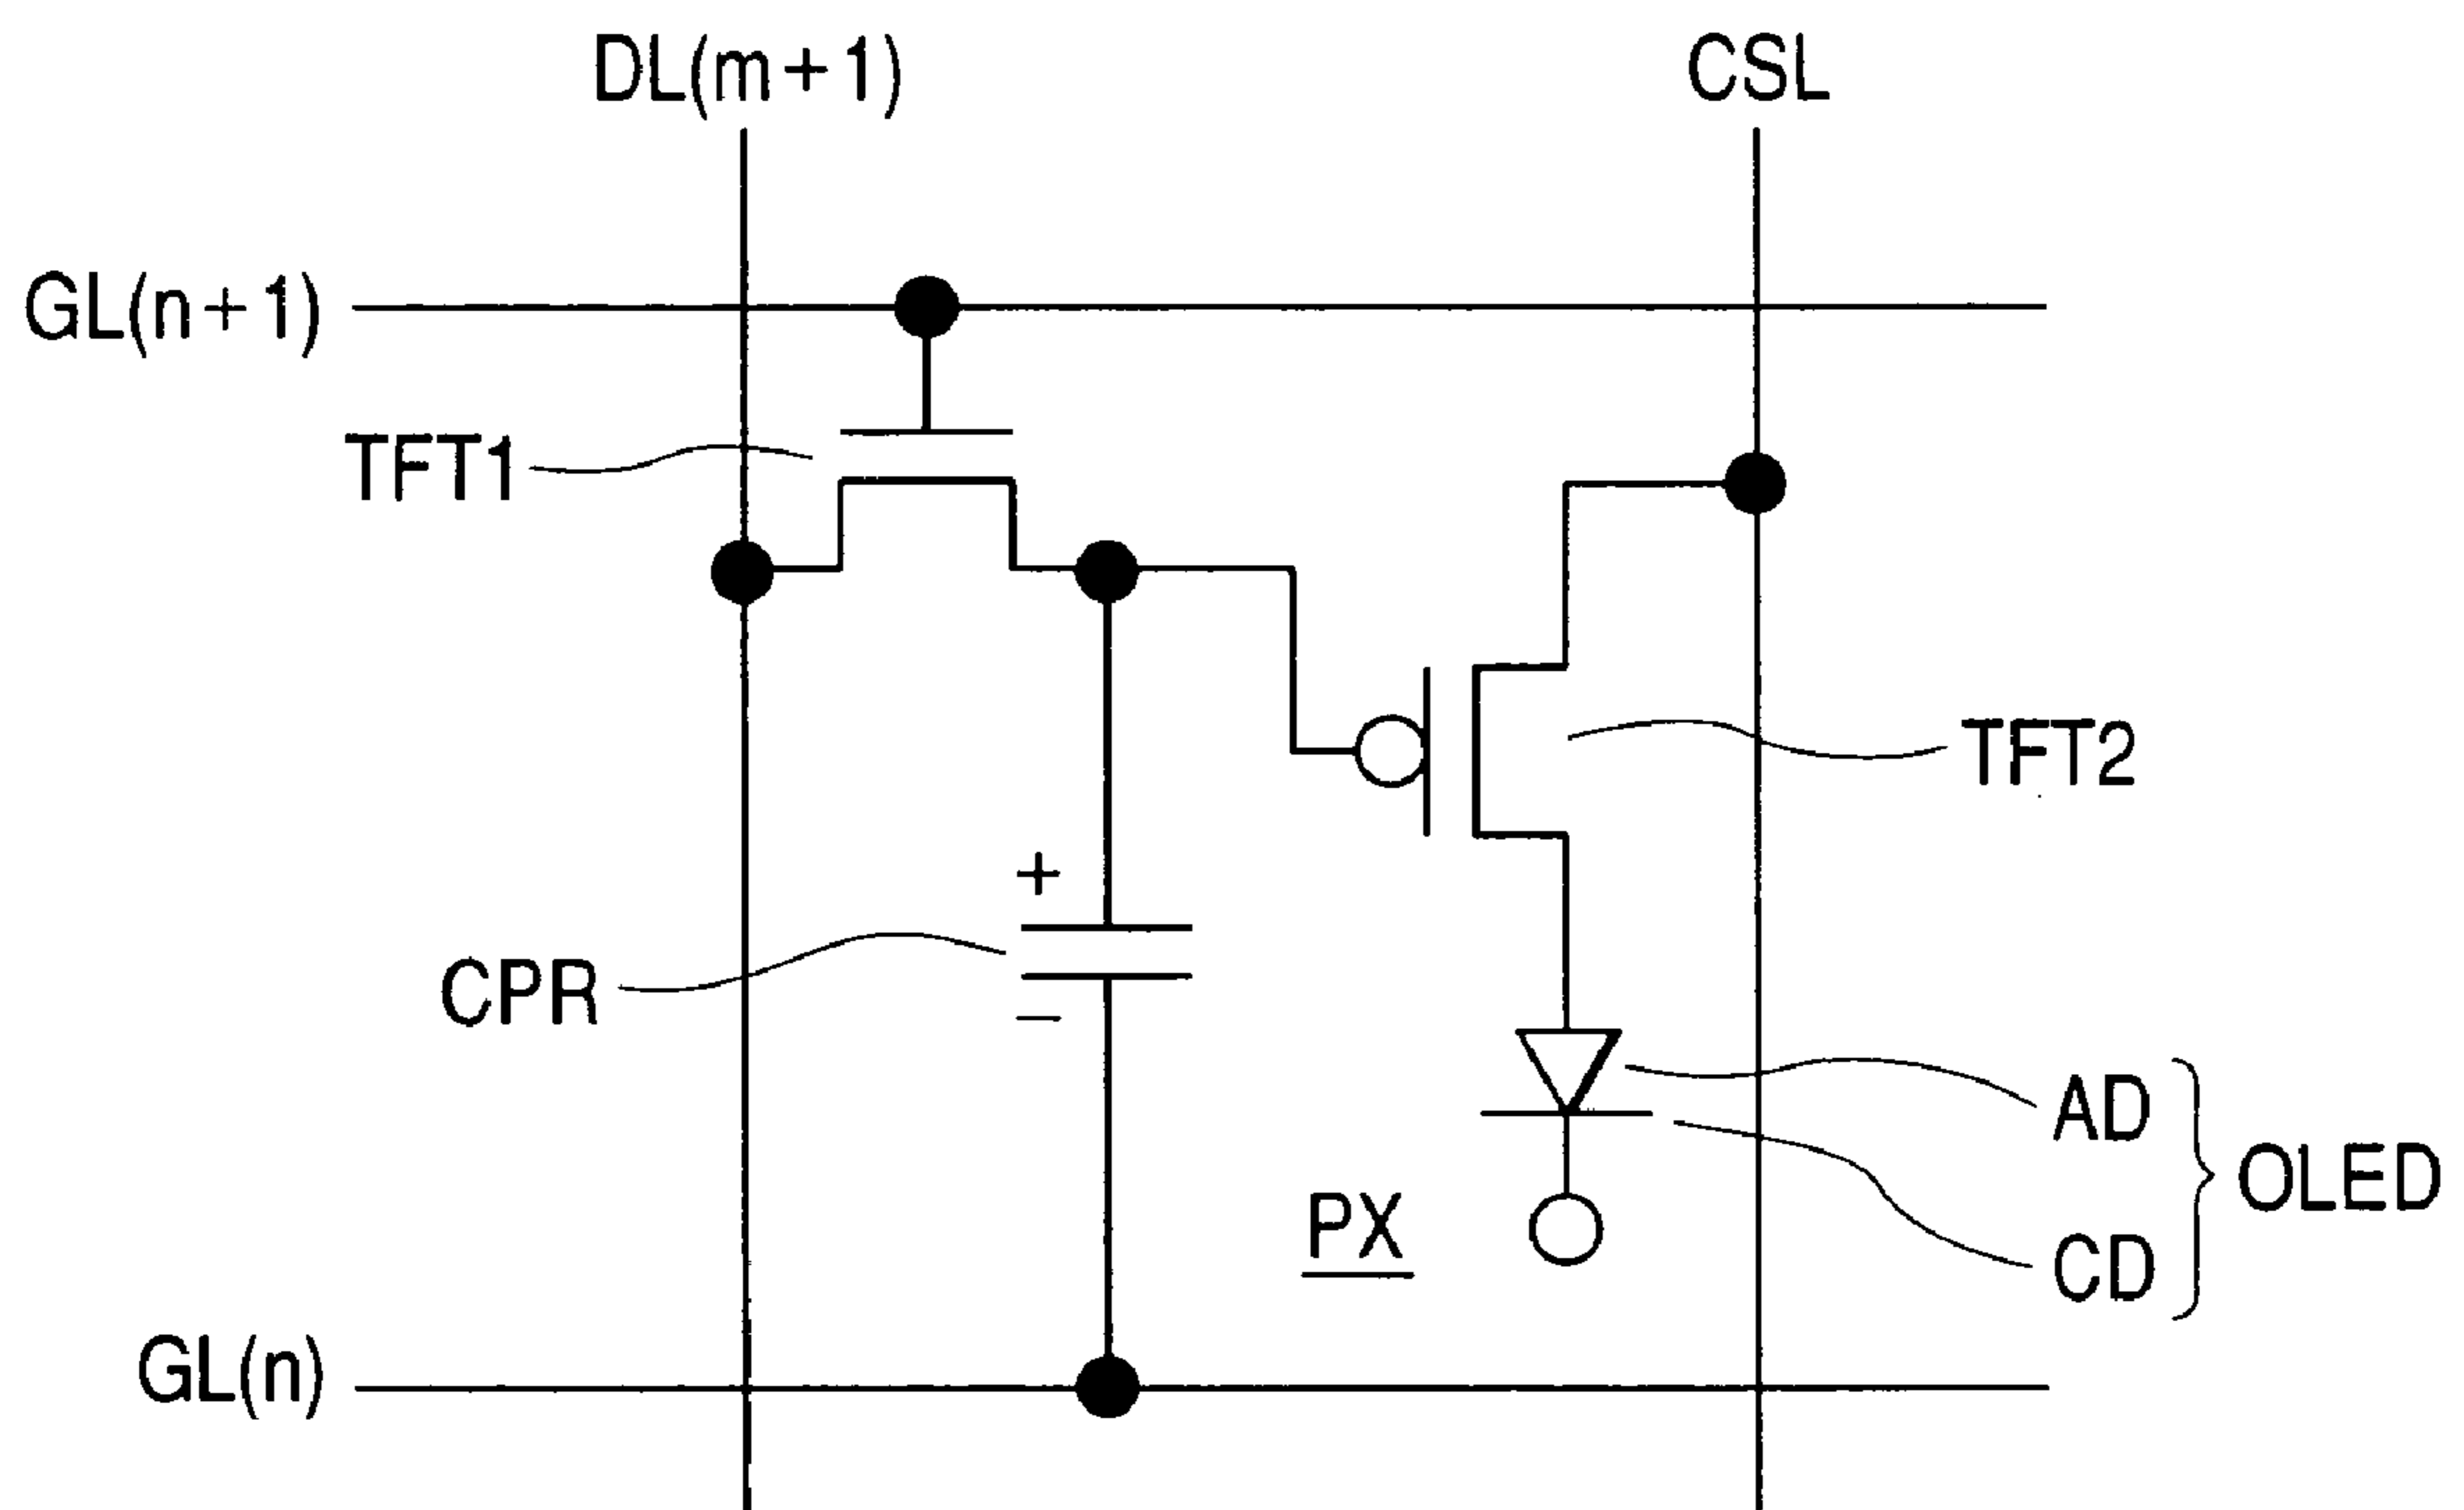 DL(m+1)
CSL
GL(n+1)
TFT1
TFT2
+
CPR
−
AD
OLED
PX
CD
GL(n)